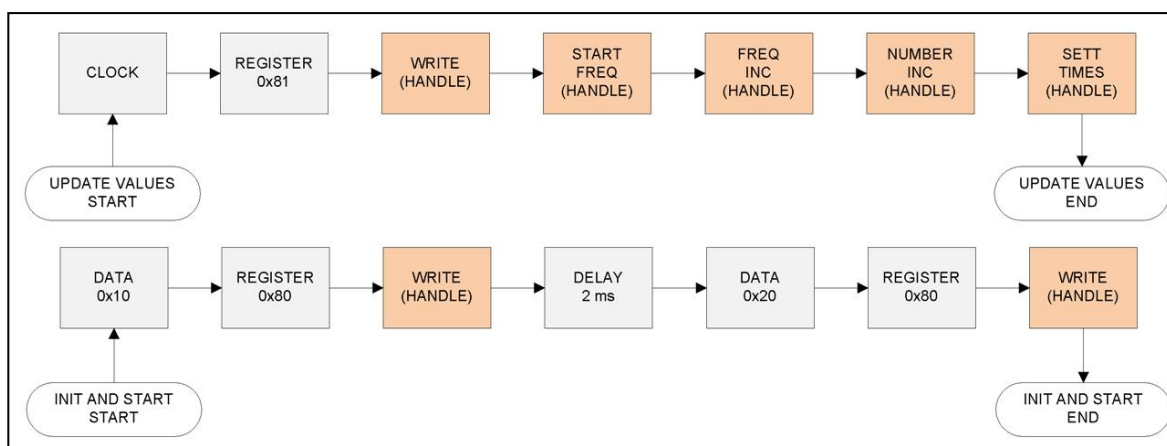 CLOCK
REGISTER
0x81
WRITE
(HANDLE)
START
FREQ
(HANDLE)
FREQ
INC
(HANDLE)
NUMBER
INC
(HANDLE)
SETT
TIMES
(HANDLE)
UPDATE VALUES
START
UPDATE VALUES
END
DATA
0x10
REGISTER
0x80
WRITE
(HANDLE)
DELAY
2 ms
DATA
0x20
REGISTER
0x80
WRITE
(HANDLE)
INIT AND START
START
INIT AND START
END